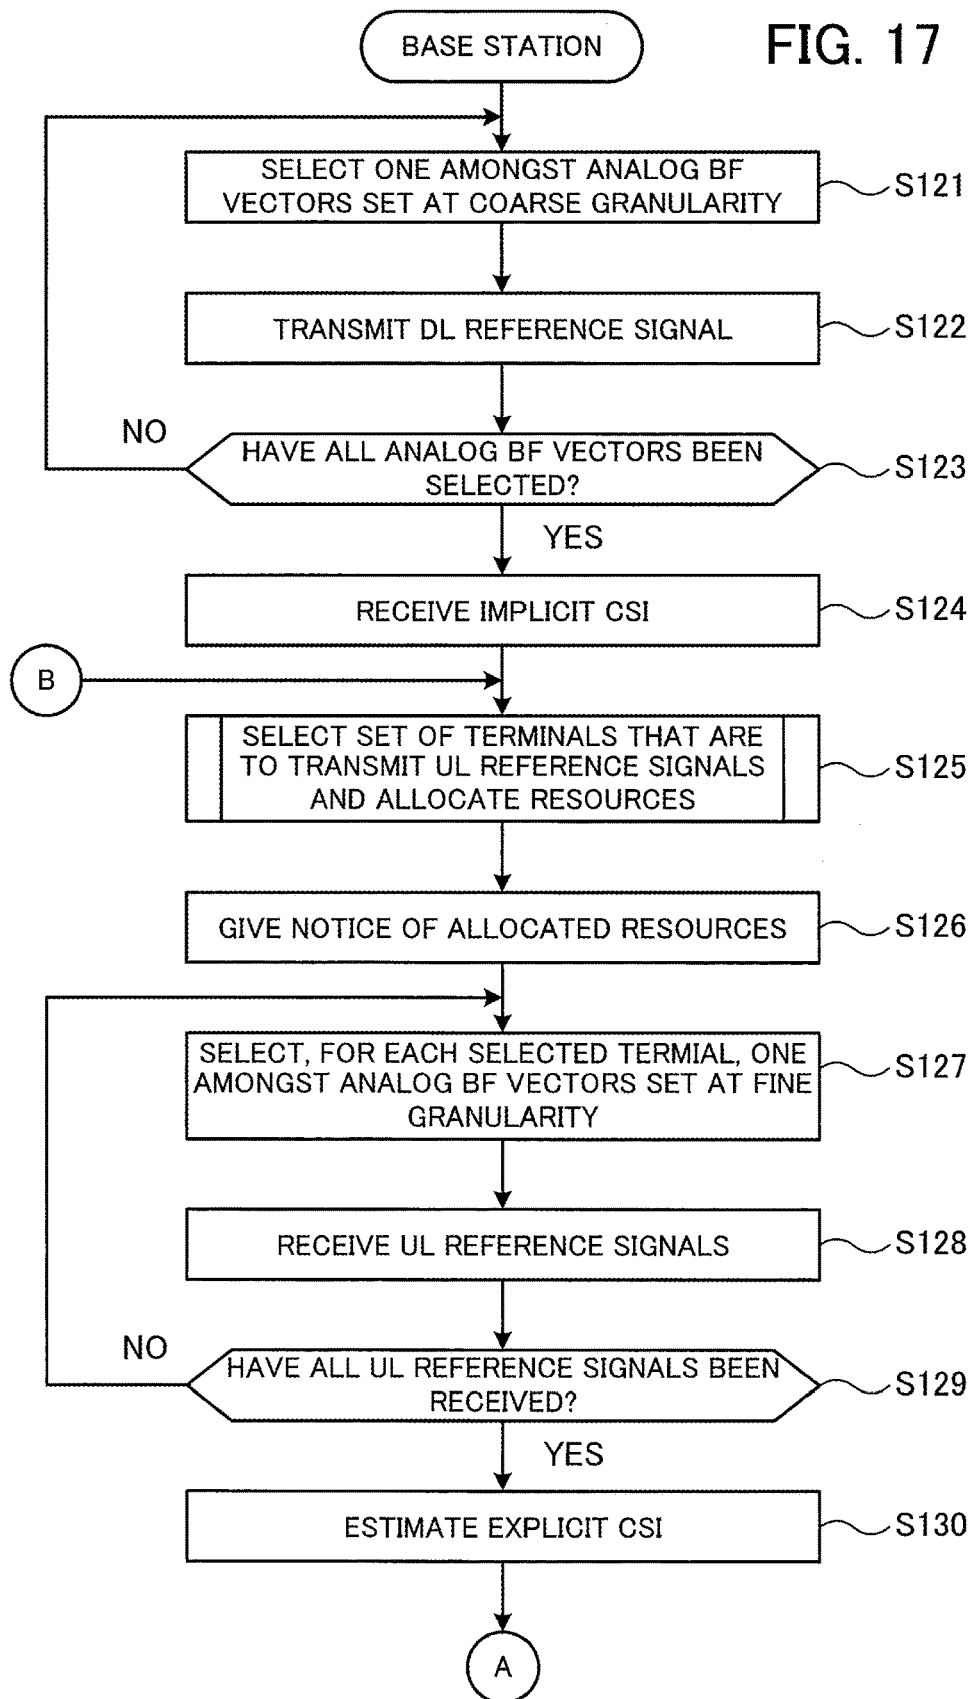 BASE STATION
FIG. 17
SELECT ONE AMONGST ANALOG BF
VECTORS SET AT COARSE GRANULARITY
S121
TRANSMIT DL REFERENCE SIGNAL
S122
NO
HAVE ALL ANALOG BF VECTORS BEEN
SELECTED?
S123
YES
RECEIVE IMPLICIT CSI
S124
B
SELECT SET OF TERMINALS THAT ARE
TO TRANSMIT UL REFERENCE SIGNALS
AND ALLOCATE RESOURCES
S125
GIVE NOTICE OF ALLOCATED RESOURCES
S126
SELECT, FOR EACH SELECTED TERMIAL, ONE
AMONGST ANALOG BF VECTORS SET AT FINE
GRANULARITY
S127
RECEIVE UL REFERENCE SIGNALS
S128
NO
HAVE ALL UL REFERENCE SIGNALS BEEN
RECEIVED?
S129
YES
ESTIMATE EXPLICIT CSI
S130
A